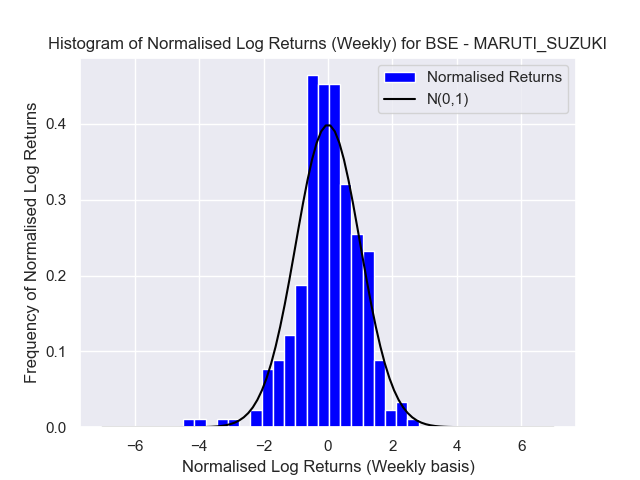 Histogram of Normalised Log Returns (Weekly) for BSE - MARUTI_SUZUKI
Normalised Returns
N(0,1)
Frequency of Normalised Log Returns
0.4
0.3
0.2
0.1
0.0
−6 −4 −2 0 2 4 6
Normalised Log Returns (Weekly basis)